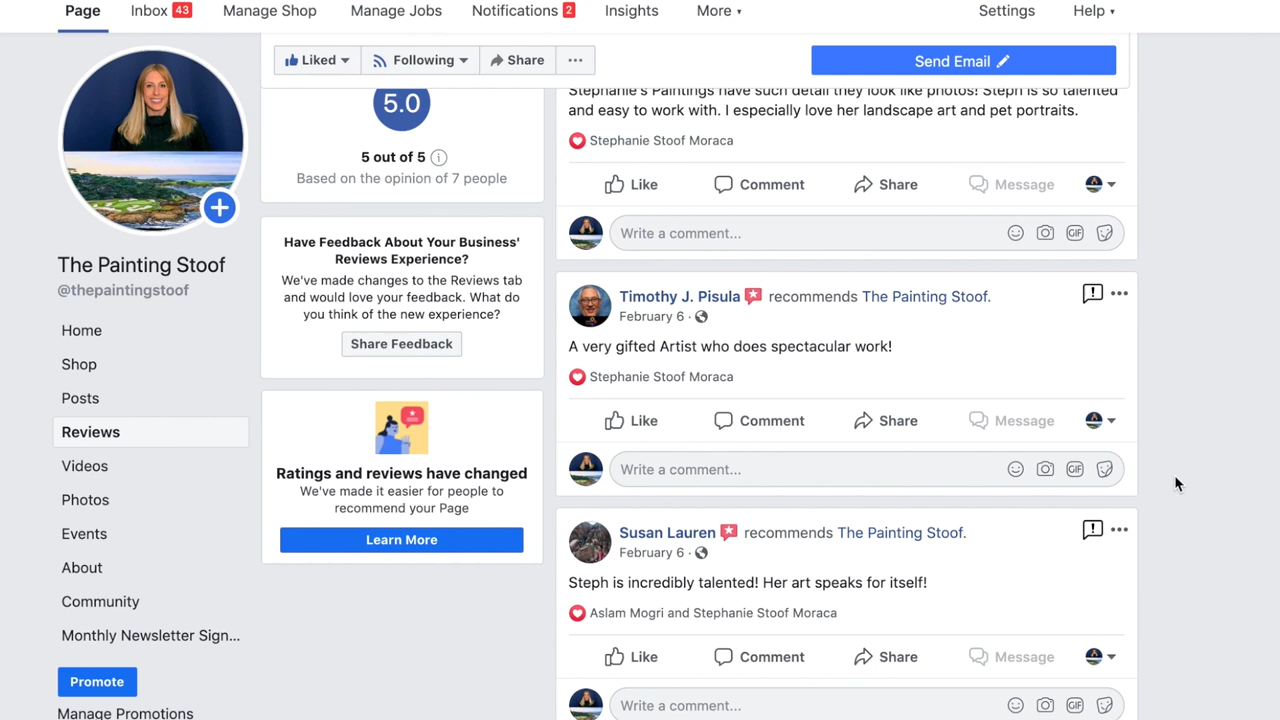 Page
Inbox 43
Manage Shop
Manage Jobs
Notifications 2
Insights
More
Settings
Help
Liked
Following
Share
...
Send Email
5.0
5 out of 5
Based on the opinion of 7 people
Have Feedback About Your Business'
Reviews Experience?
We've made changes to the Reviews tab
and would love your feedback. What do
you think of the new experience?
Share Feedback
Ratings and reviews have changed
We've made it easier for people to
recommend your Page
Learn More
The Painting Stoof
@thepaintingstoof
Home
Shop
Posts
Reviews
Videos
Photos
Events
About
Community
Monthly Newsletter Sign...
Promote
Manage Promotions
Stephanie's Paintings have such detail they look like photos! Steph is so talented
and easy to work with. I especially love her landscape art and pet portraits.
Stephanie Stoof Moraca
Like Comment Share Message
Write a comment... GIF
Timothy J. Pisula recommends The Painting Stoof.
February 6 ·
A very gifted Artist who does spectacular work!
Stephanie Stoof Moraca
Like Comment Share Message
Write a comment... GIF
Susan Lauren recommends The Painting Stoof.
February 6 ·
Steph is incredibly talented! Her art speaks for itself!
Aslam Mogri and Stephanie Stoof Moraca
Like Comment Share Message
Write a comment... GIF